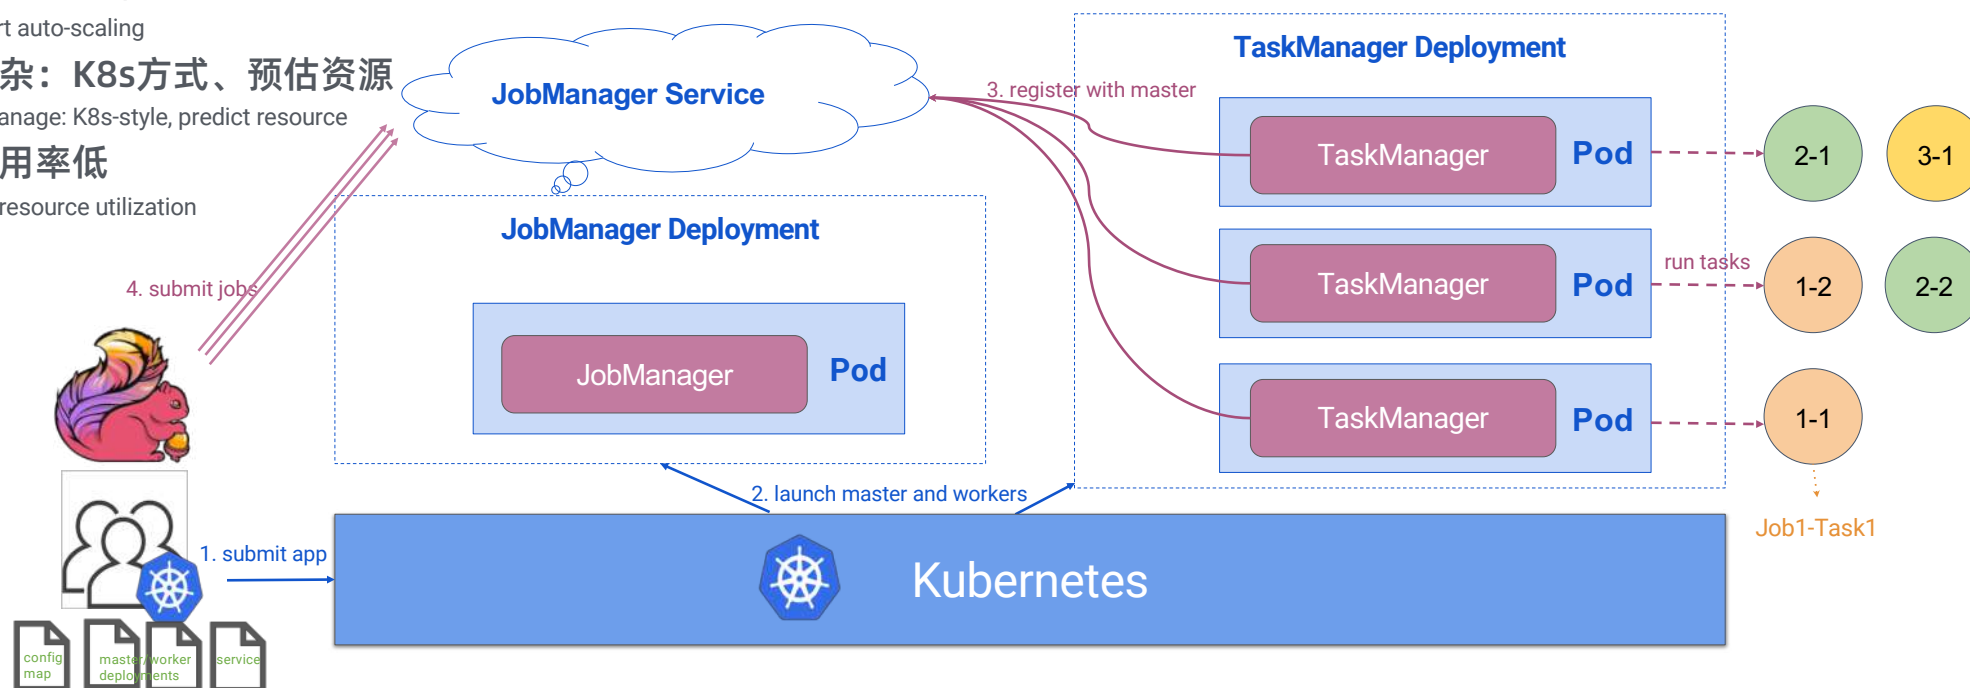 rt auto-scaling
杂：K8s方式、预估资源
anage: K8s-style, predict resource
用率低
resource utilization
JobManager Service
TaskManager Deployment
3. register with master
TaskManager
Pod
2-1
3-1
JobManager Deployment
TaskManager
Pod
run tasks
1-2
2-2
4. submit jobs
JobManager
Pod
TaskManager
Pod
1-1
2. launch master and workers
Job1-Task1
1. submit app
Kubernetes
config
map
master/worker
deployments
service